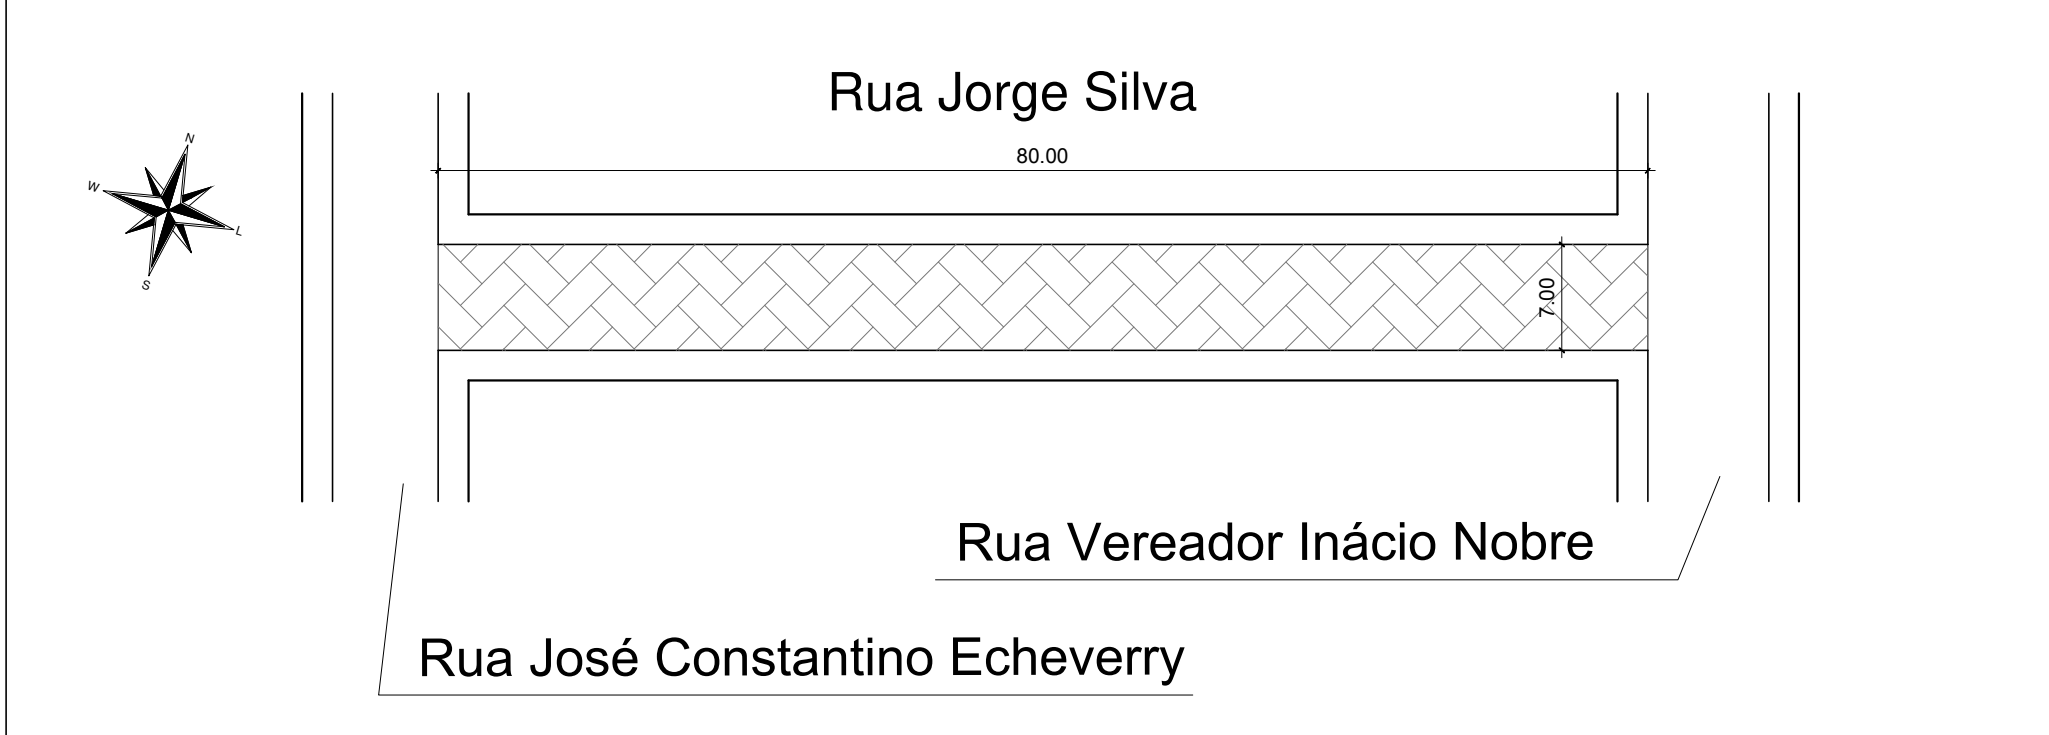 Rua Jorge Silva
80.00
N
W
L
S
7.00
Rua Vereador Inácio Nobre
Rua José Constantino Echeverry